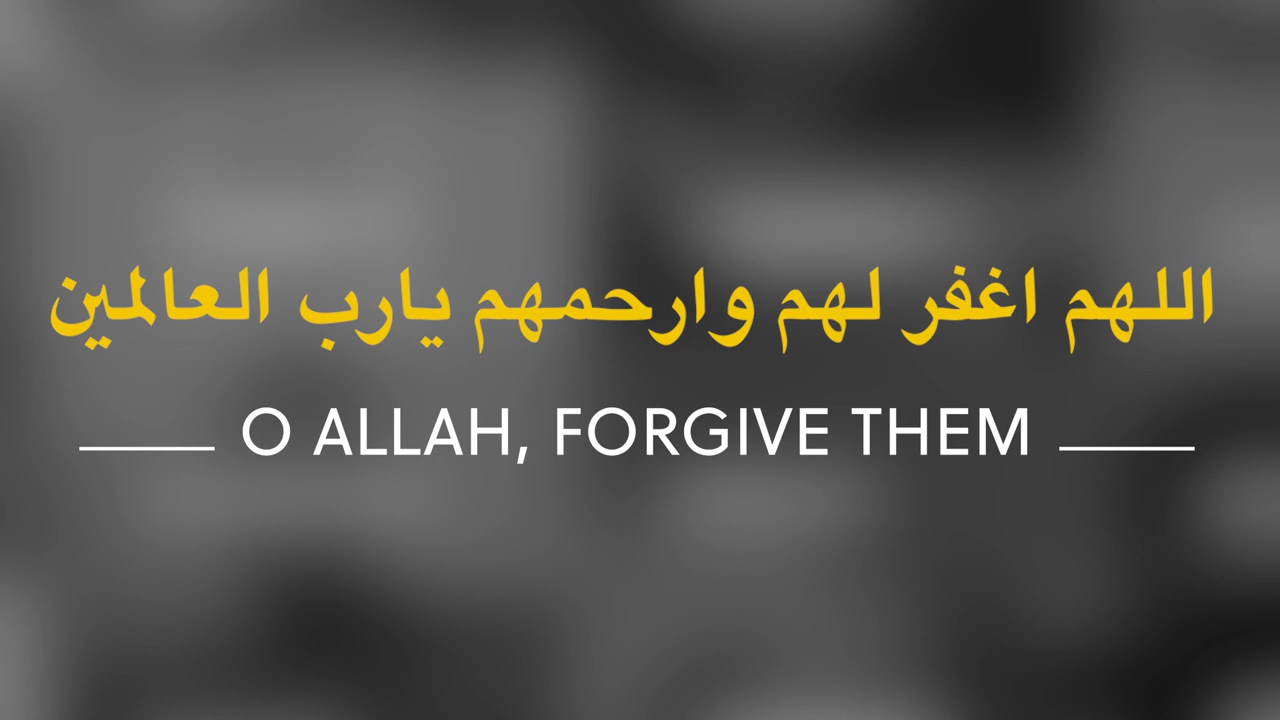 اللهم اغفر لهم وارحمهم يارب العالمين
O ALLAH, FORGIVE THEM